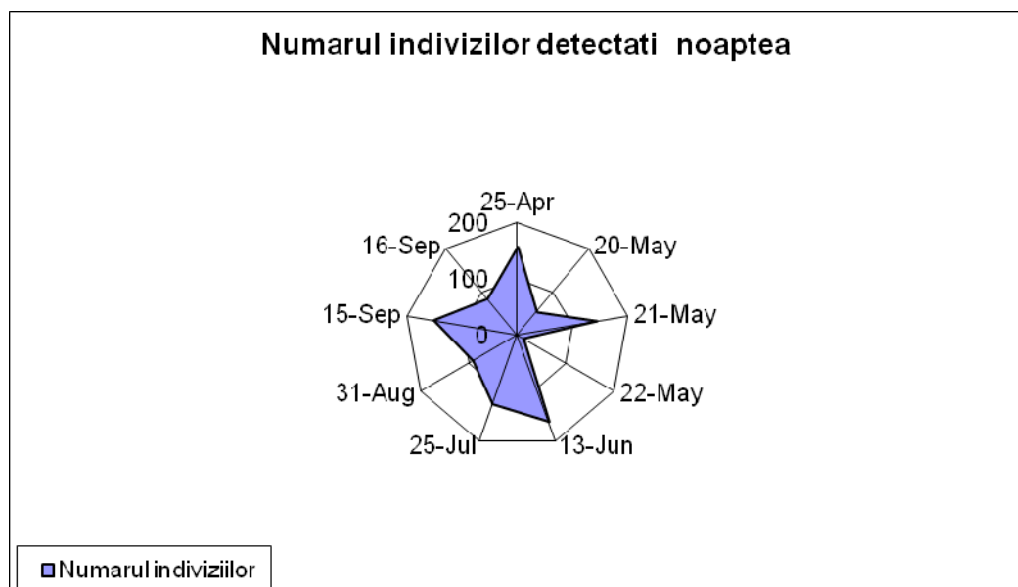 Numarul indivizilor detectati  noaptea
25-Apr
200
16-Sep
20-May
100
15-Sep
21-May
0
31-Aug
22-May
25-Jul
13-Jun
Numarul indiviziilor